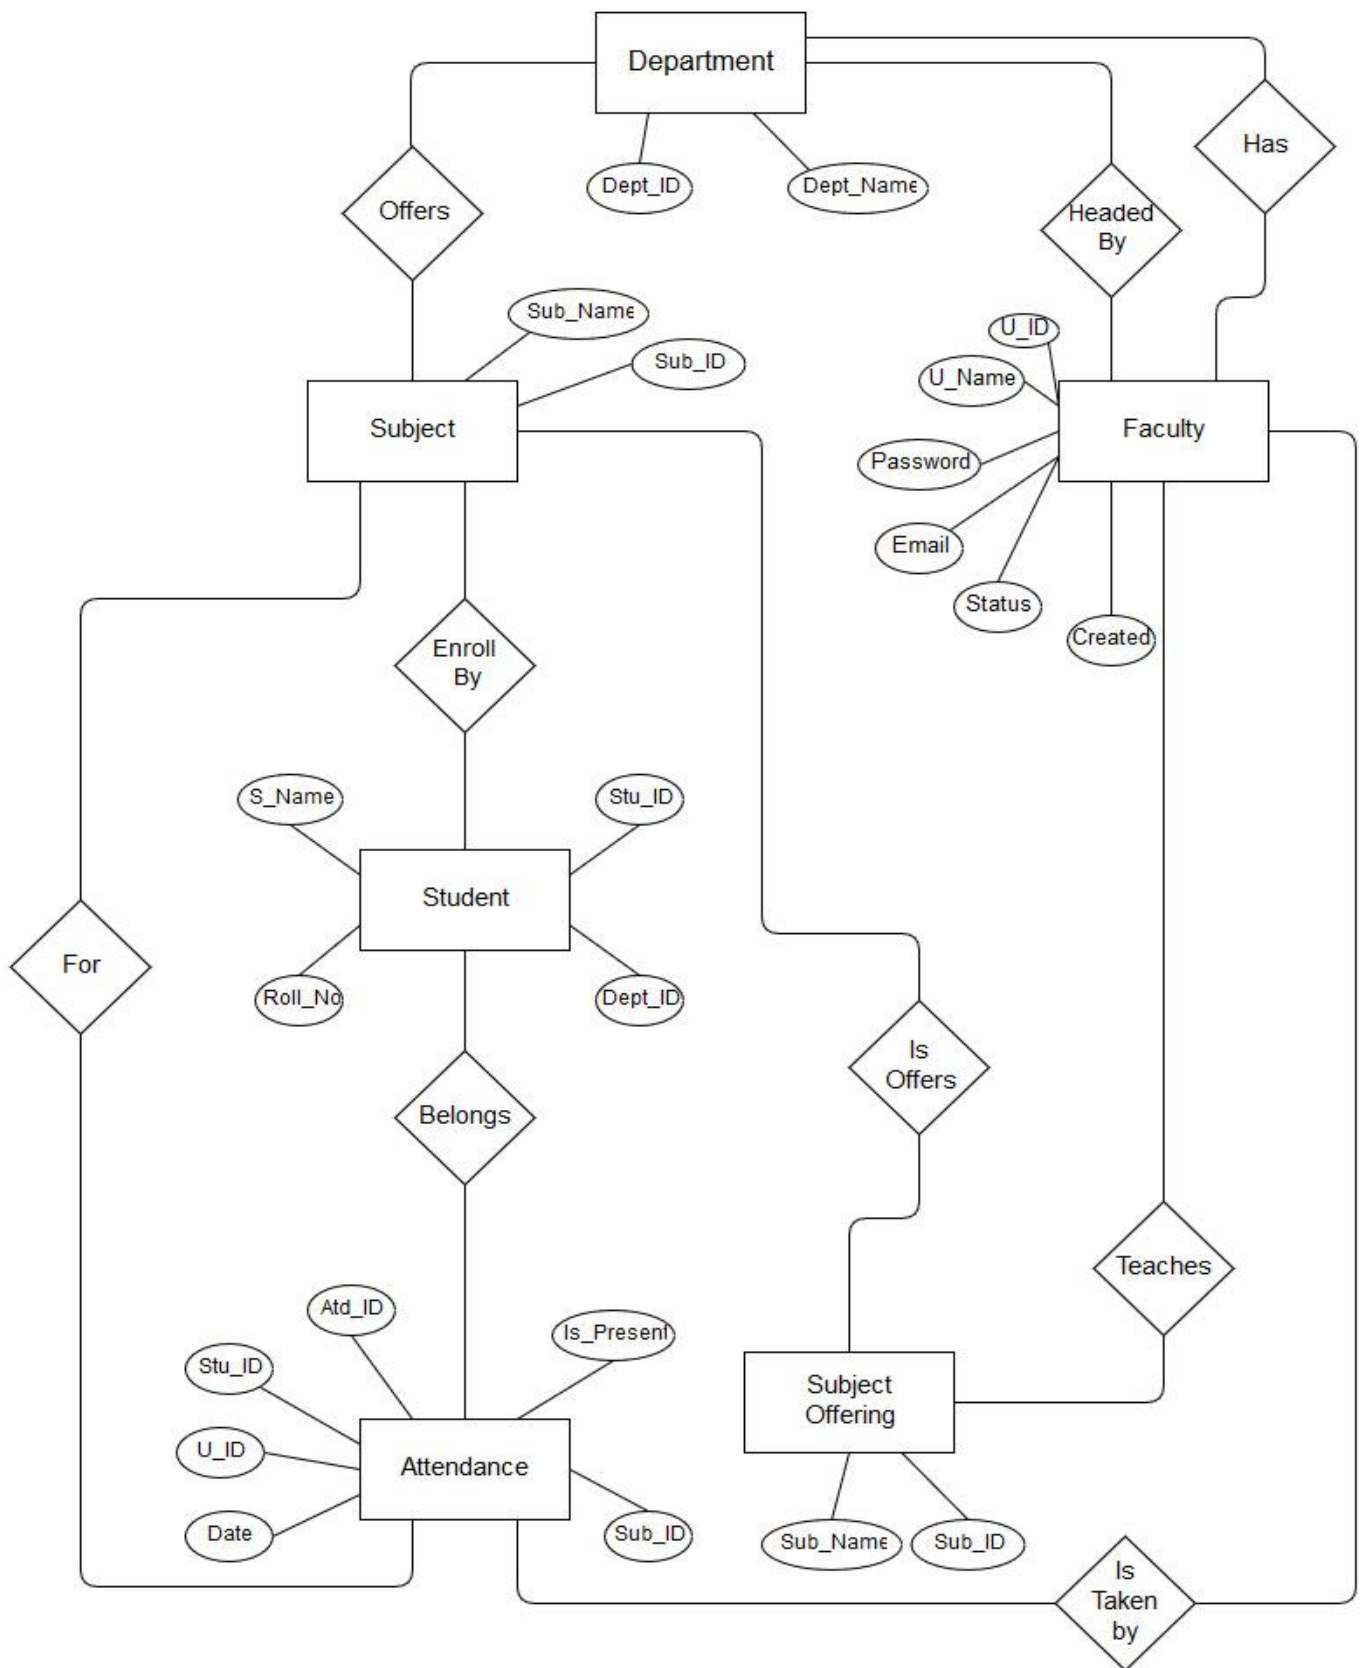 Department
Has
Dept_ID
Dept_Name
Offers
Headed
By
Sub_Name
U_ID
Sub_ID
U_Name
Subject
Faculty
Password
Email
Status
Created
Enroll
By
S_Name
Stu_ID
Student
For
Roll_No
Dept_ID
Is
Offers
Belongs
Teaches
Atd_ID
Is_Present
Stu_ID
Subject
Offering
U_ID
Attendance
Date
Sub_ID
Sub_Name
Sub_ID
Is
Taken
by